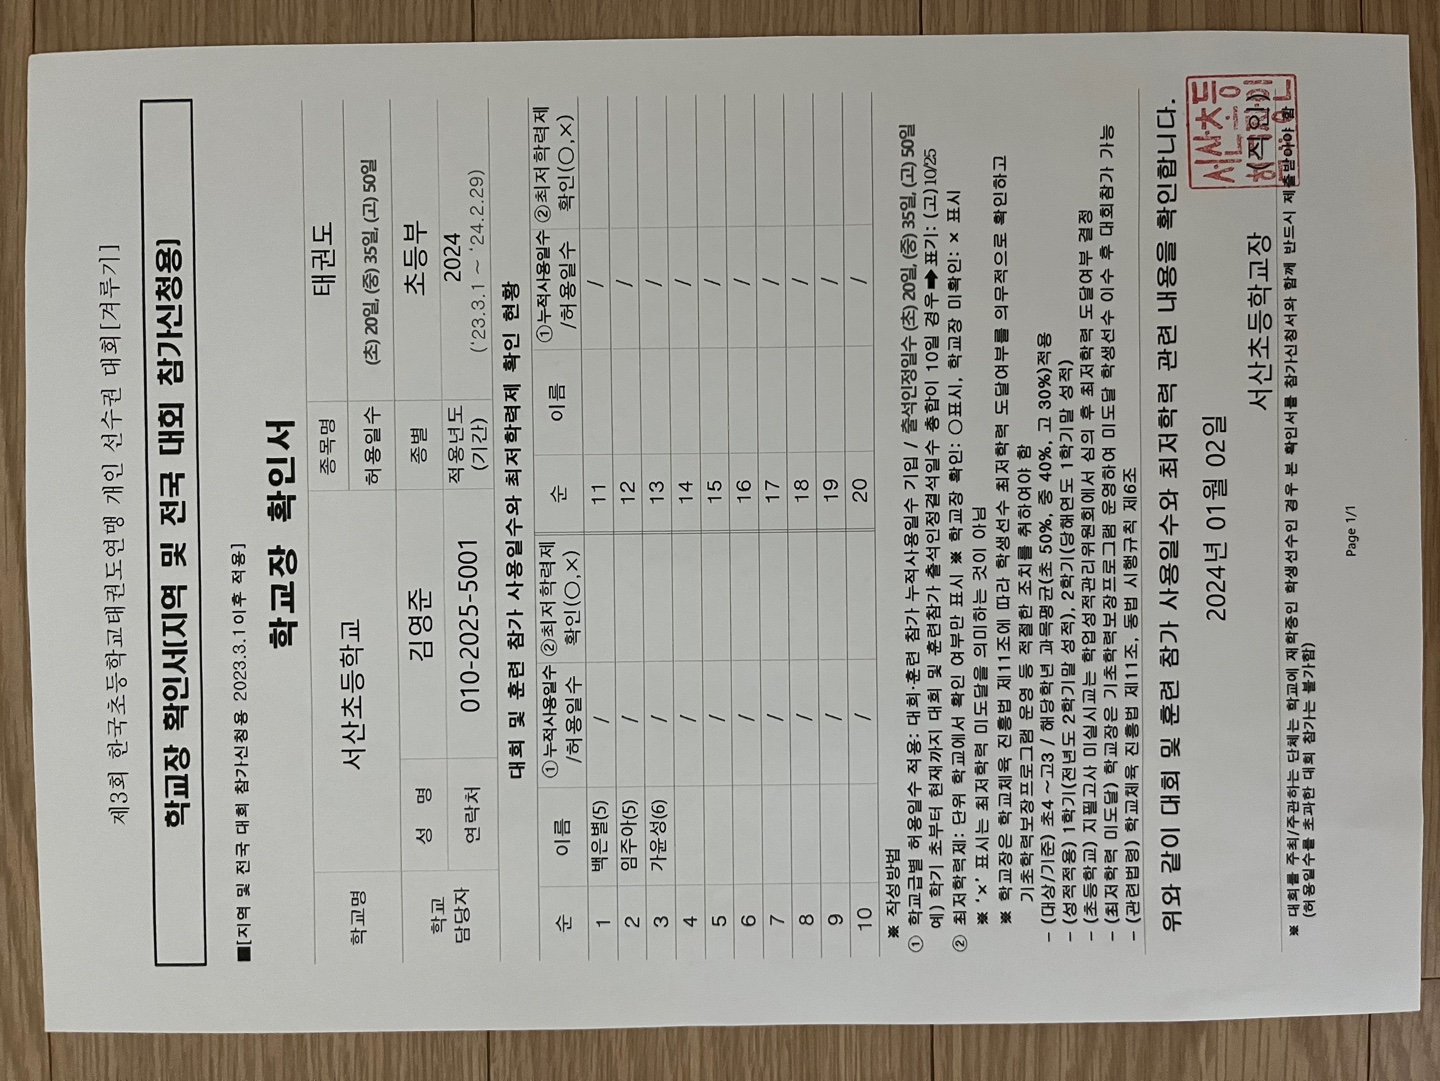 제3회 한국초등학교태권도연맹 개인 선수권 대회[겨루기]
학교장 확인서(지역 및 전국 대회 참가신청용)
■[지역 및 전국 대회 참가신청용 2023.3.1이후 적용]
학교장 확인서
학교명 서산초등학교 종목명 태권도
허용일수 (초) 20일, (중) 35일, (고) 50일
학교 담당자 성 명 김영준 종별 초등부
연락처 010-2025-5001 적용년도 (기간) 2024 ('23.3.1 ~ '24.2.29)
대회 및 훈련 참가 사용일수와 최저학력제 확인 현황
순 이름 ①누적사용일수 /허용일수 ②최저학력제 확인(○,×) 순 이름 ①누적사용일수 /허용일수 ②최저학력제 확인(○,×)
1 백은별(5) / 11 /
2 임주아(5) / 12 /
3 가윤성(6) / 13 /
4 / 14 /
5 / 15 /
6 / 16 /
7 / 17 /
8 / 18 /
9 / 19 /
10 / 20 /
※ 작성방법
① 학교급별 허용일수 적용: 대회·훈련 참가 누적사용일수 기입 / 출석인정일수 (초) 20일, (중) 35일, (고) 50일
예) 학기 초부터 현재까지 대회 및 훈련참가 출석인정결석일수 총합이 10일 경우 ➡ 표기: (고) 10/25
② 최저학력제: 단위 학교에서 확인 여부만 표시 ※ 학교장 확인: ○표시, 학교장 미확인: × 표시
※ '×' 표시는 최저학력 미도달을 의미하는 것이 아님
※ 학교장은 학교체육 진흥법 제11조에 따라 학생선수 최저학력 도달여부를 의무적으로 확인하고
기초학력보장프로그램 운영 등 적절한 조치를 취하여야 함
- (대상/기준) 초4 ~고3 / 해당학년 과목평균(초 50%, 중 40%, 고 30%)적용
- (성적적용) 1학기(전년도 2학기말 성적), 2학기(당해연도 1학기말 성적)
- (초등학교) 지필고사 미실시교는 학업성적관리위원회에서 심의 후 최저학력 도달여부 결정
- (최저학력 미도달) 학교장은 기초학력보장프로그램 운영하여 미도달 학생선수 이수 후 대회참가 가능
- (관련법령) 학교체육 진흥법 제11조, 동법 시행규칙 제6조
위와 같이 대회 및 훈련 참가 사용일수와 최저학력 관련 내용을 확인합니다.
2024년 01월 02일
서산초등학교장 (직인)
서산초등
※ 대회를 주최/주관하는 단체는 학교에 재학중인 학생선수인 경우 본 확인서를 참가신청서와 함께 반드시 제출받아야 함
(허용일수를 초과한 대회 참가는 불가함)
Page 1/1